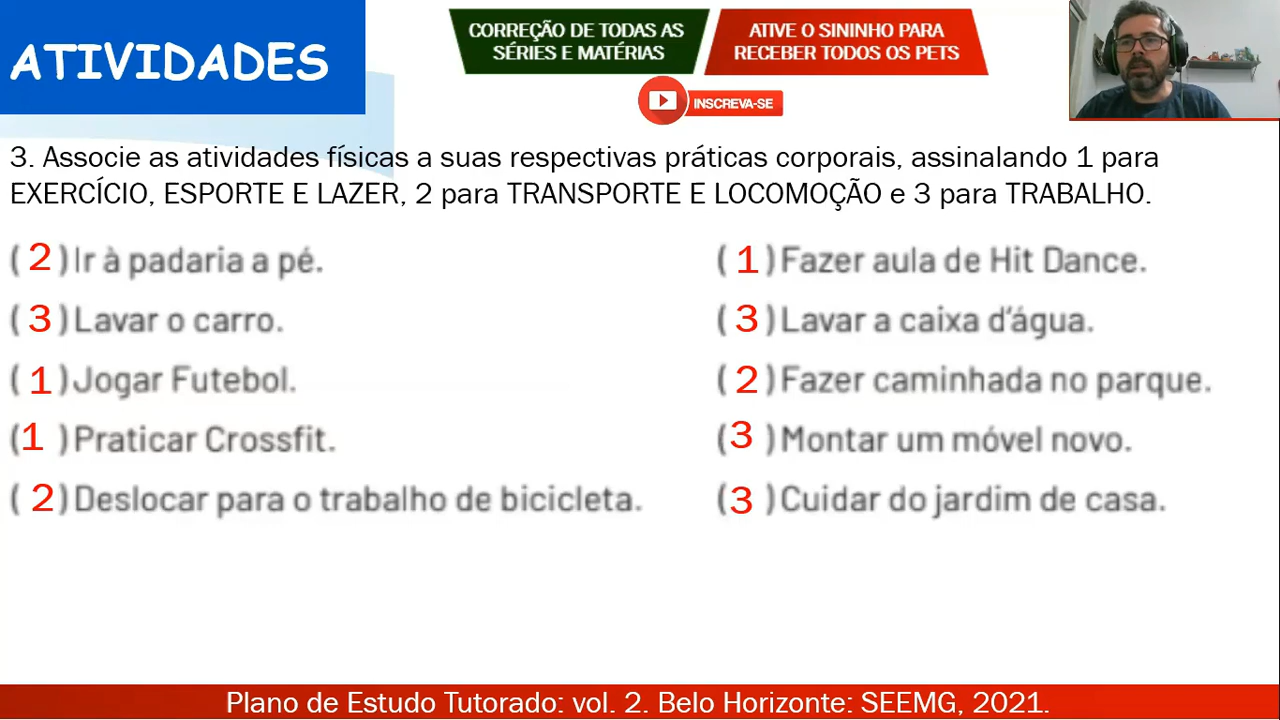 ATIVIDADES
CORREÇÃO DE TODAS AS
SÉRIES E MATÉRIAS
ATIVE O SININHO PARA
RECEBER TODOS OS PETS
INSCREVA-SE
3. Associe as atividades físicas a suas respectivas práticas corporais, assinalando 1 para
EXERCÍCIO, ESPORTE E LAZER, 2 para TRANSPORTE E LOCOMOÇÃO e 3 para TRABALHO.
( 2 ) Ir à padaria a pé.
( 3 ) Lavar o carro.
( 1 ) Jogar Futebol.
( 1 ) Praticar Crossfit.
( 2 ) Deslocar para o trabalho de bicicleta.
( 1 ) Fazer aula de Hit Dance.
( 3 ) Lavar a caixa d'água.
( 2 ) Fazer caminhada no parque.
( 3 ) Montar um móvel novo.
( 3 ) Cuidar do jardim de casa.
Plano de Estudo Tutorado: vol. 2. Belo Horizonte: SEEMG, 2021.